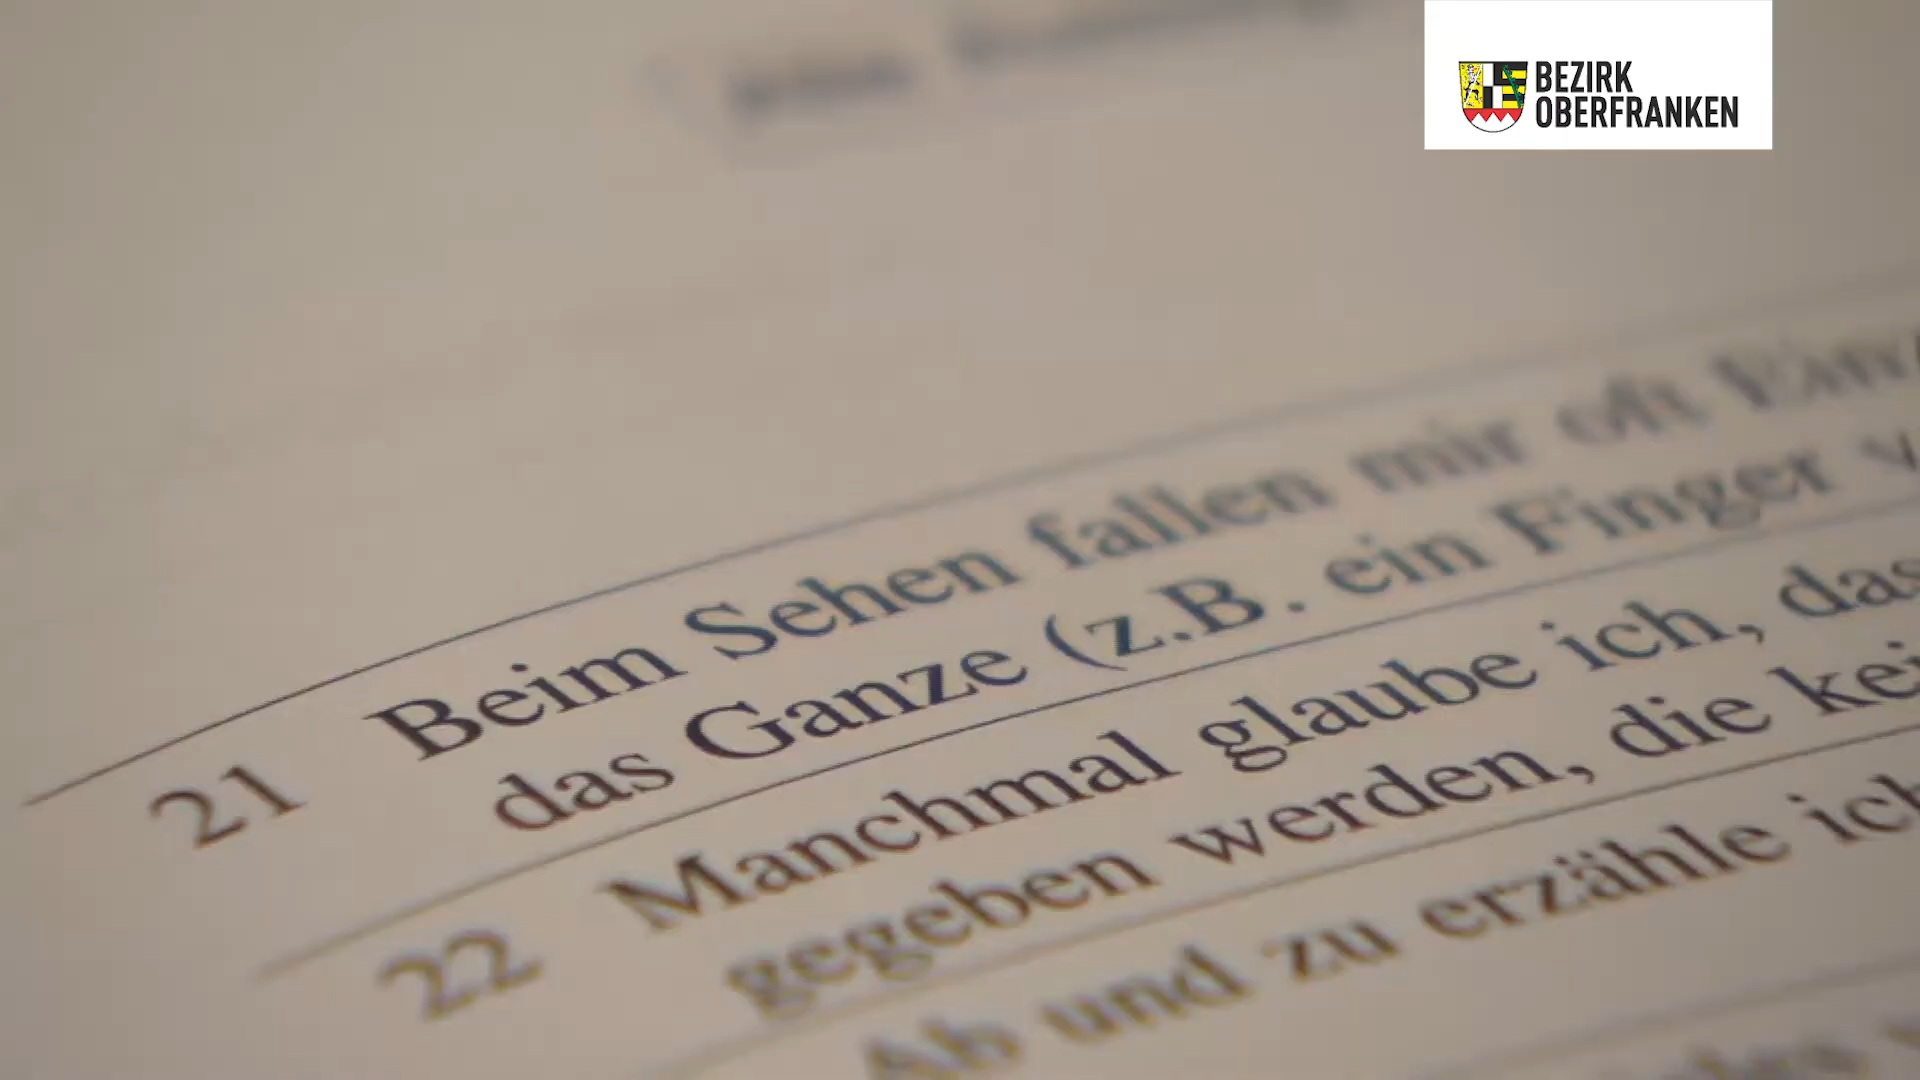 BEZIRK
OBERFRANKEN
21 Beim Sehen fallen mir oft
das Ganze (z.B. ein Finger
22 Manchmal glaube ich, das
gegeben werden, die
Ab und zu erzähle ich